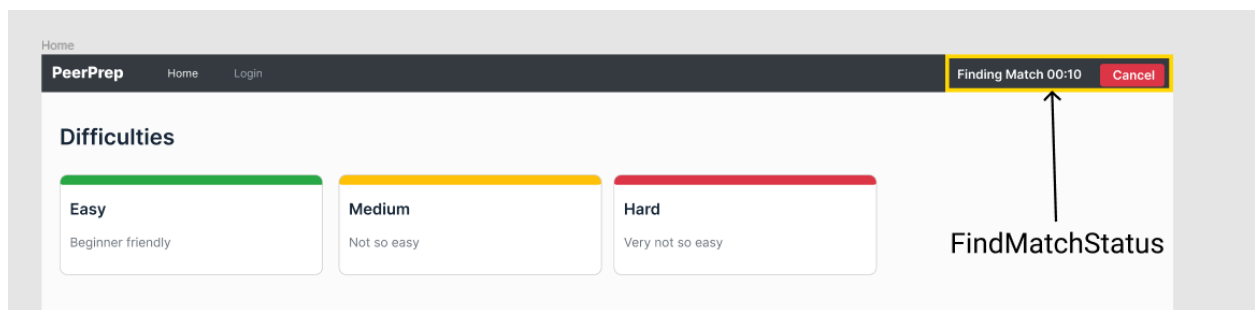 Home
PeerPrep Home Login Finding Match 00:10 Cancel
Difficulties
Easy Medium Hard
Beginner friendly Not so easy Very not so easy
FindMatchStatus